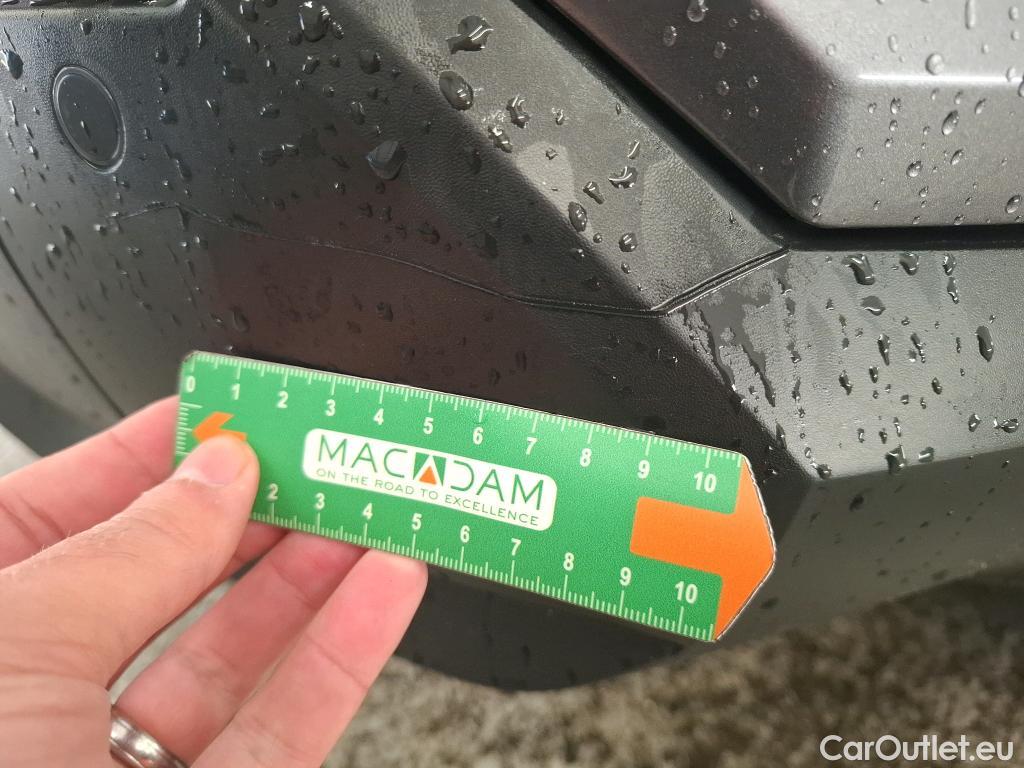 0 1 2 3 4 5 6 7 8 9 10
MACADAM
ON THE ROAD TO EXCELLENCE
2 3 4 5 6 7 8 9 10
CarOutlet.eu